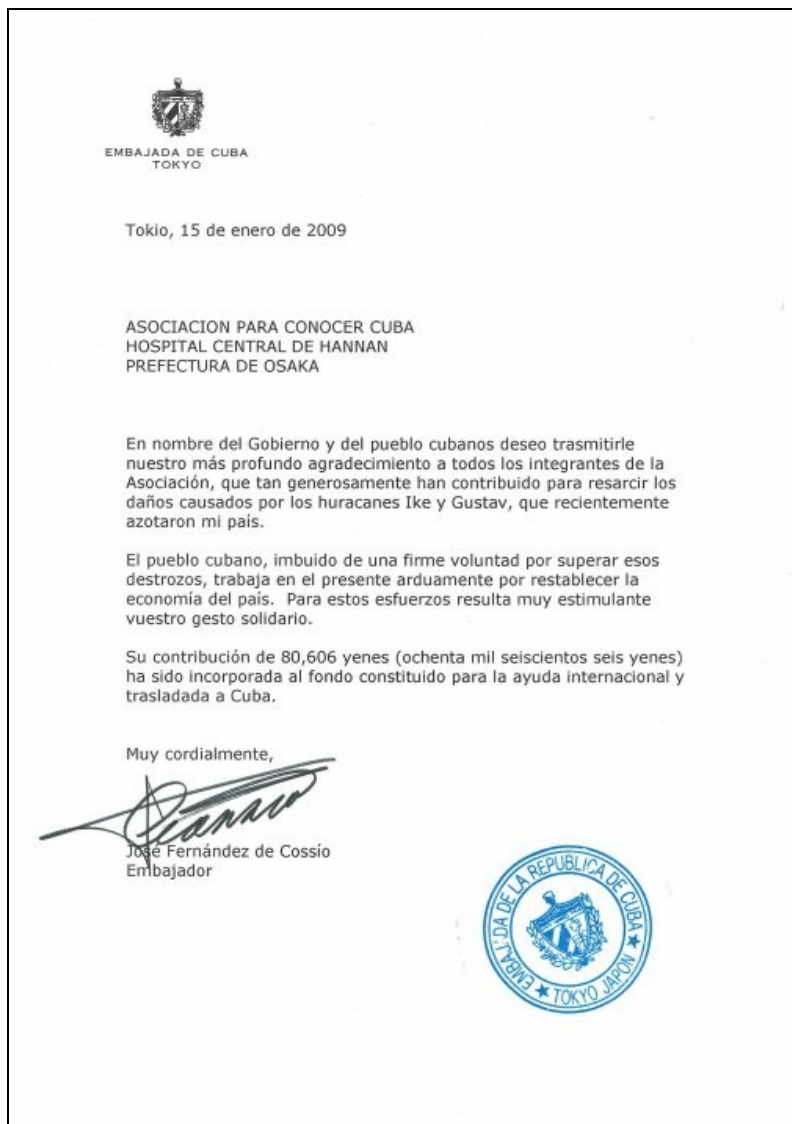 EMBAJADA DE CUBA
TOKYO
Tokio, 15 de enero de 2009
ASOCIACION PARA CONOCER CUBA
HOSPITAL CENTRAL DE HANNAN
PREFECTURA DE OSAKA
En nombre del Gobierno y del pueblo cubanos deseo trasmitirle
nuestro más profundo agradecimiento a todos los integrantes de la
Asociación, que tan generosamente han contribuido para resarcir los
daños causados por los huracanes Ike y Gustav, que recientemente
azotaron mi país.
El pueblo cubano, imbuido de una firme voluntad por superar esos
destrozos, trabaja en el presente arduamente por restablecer la
economía del país.  Para estos esfuerzos resulta muy estimulante
vuestro gesto solidario.
Su contribución de 80,606 yenes (ochenta mil seiscientos seis yenes)
ha sido incorporada al fondo constituido para la ayuda internacional y
trasladada a Cuba.
Muy cordialmente,
José Fernández de Cossío
Embajador
EMBAJADA DE LA REPUBLICA DE CUBA
TOKYO JAPON